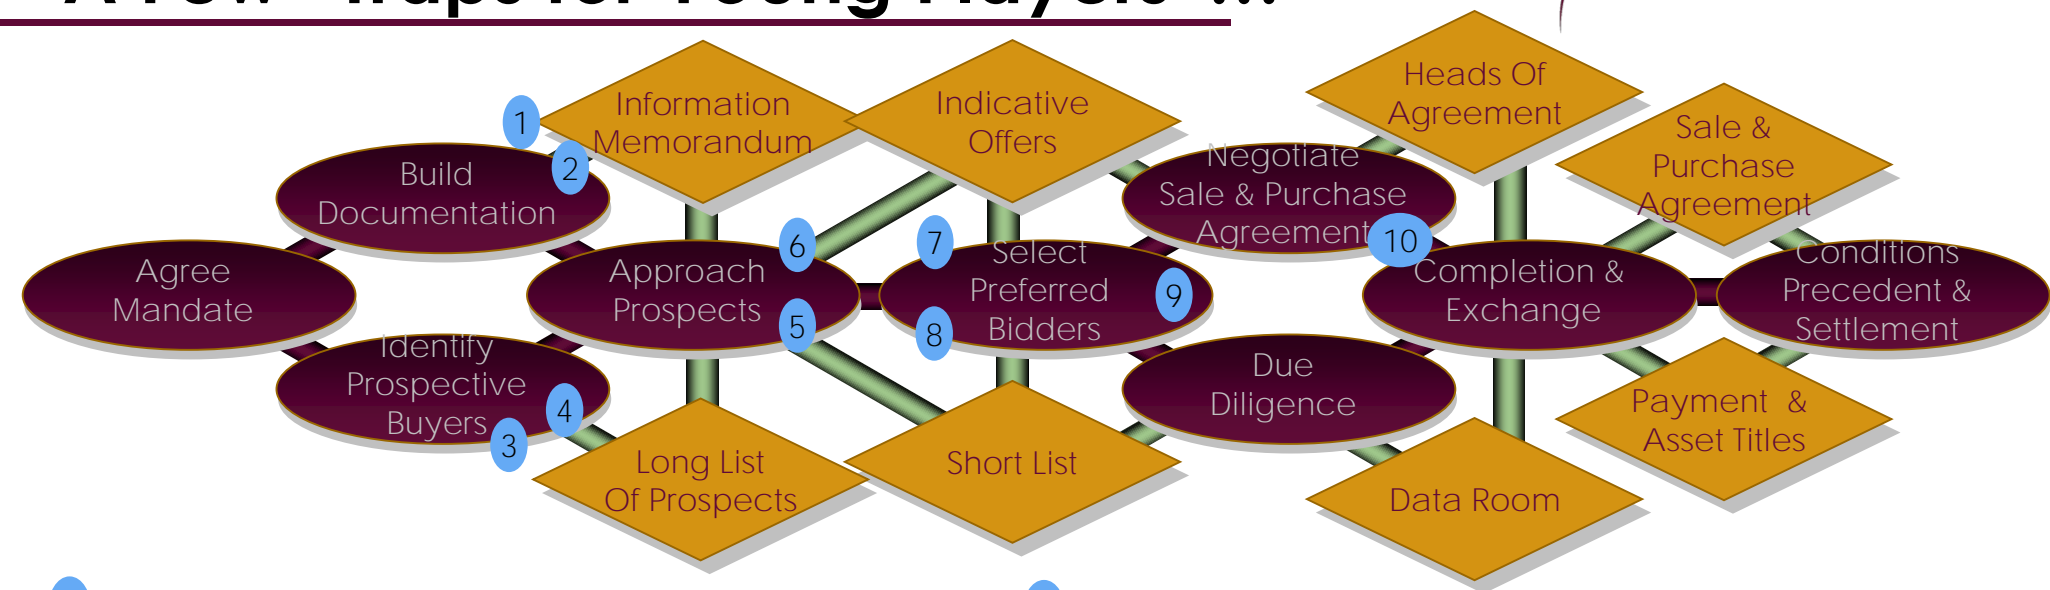 1
Information
Memorandum
Indicative
Offers
Heads Of
Agreement
Sale &
Purchase
Agreement
Build
Documentation
2
Negotiate
Sale & Purchase
Agreement
10
Agree
Mandate
Approach
Prospects
6
5
7
Select
Preferred
Bidders
8
9
Completion &
Exchange
Conditions
Precedent &
Settlement
Identify
Prospective
Buyers
4
3
Due
Diligence
Payment &
Asset Titles
Long List
Of Prospects
Short List
Data Room